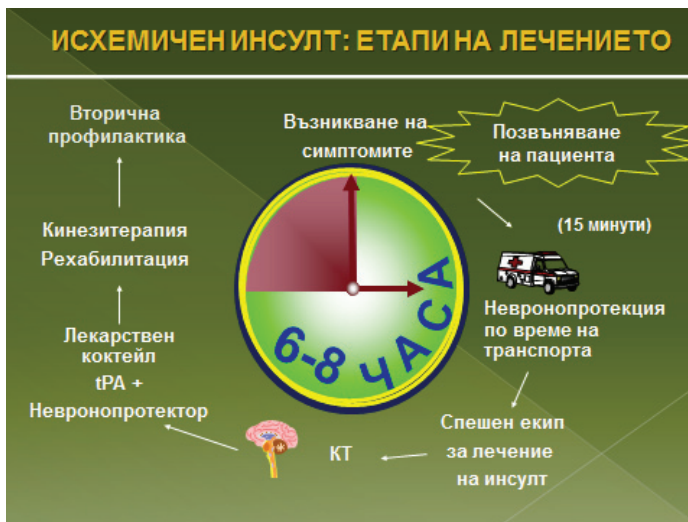 ИСХЕМИЧЕН ИНСУЛТ: ЕТАПИ НА ЛЕЧЕНИЕТО
Възникване на
симптомите
Позвъняване
на пациента
(15 минути)
Невронопротекция
по време на
транспорта
Спешен екип
за лечение
на инсулт
КТ
Лекарствен
коктейл
tPA +
Невронопротектор
Кинезитерапия
Рехабилитация
Вторична
профилактика
6-8 ЧАСА